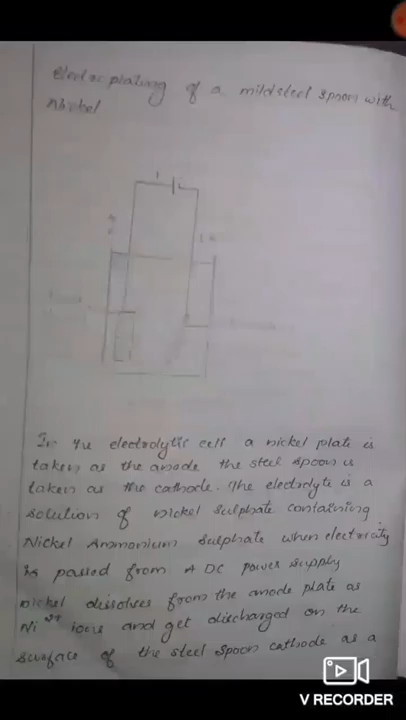 Electroplating of a mild steel spoon with
Nickel
In the electrolytic cell a nickel plate is
taken as the anode the steel spoon is
taken as the cathode. The electrolyte is a
solution of nickel sulphate containing
Nickel Ammonium sulphate when electricity
is passed from A DC power supply
nickel dissolves from the anode plate as
Ni²⁺ ions and get discharged on the
surface of the steel spoon cathode as a
V RECORDER